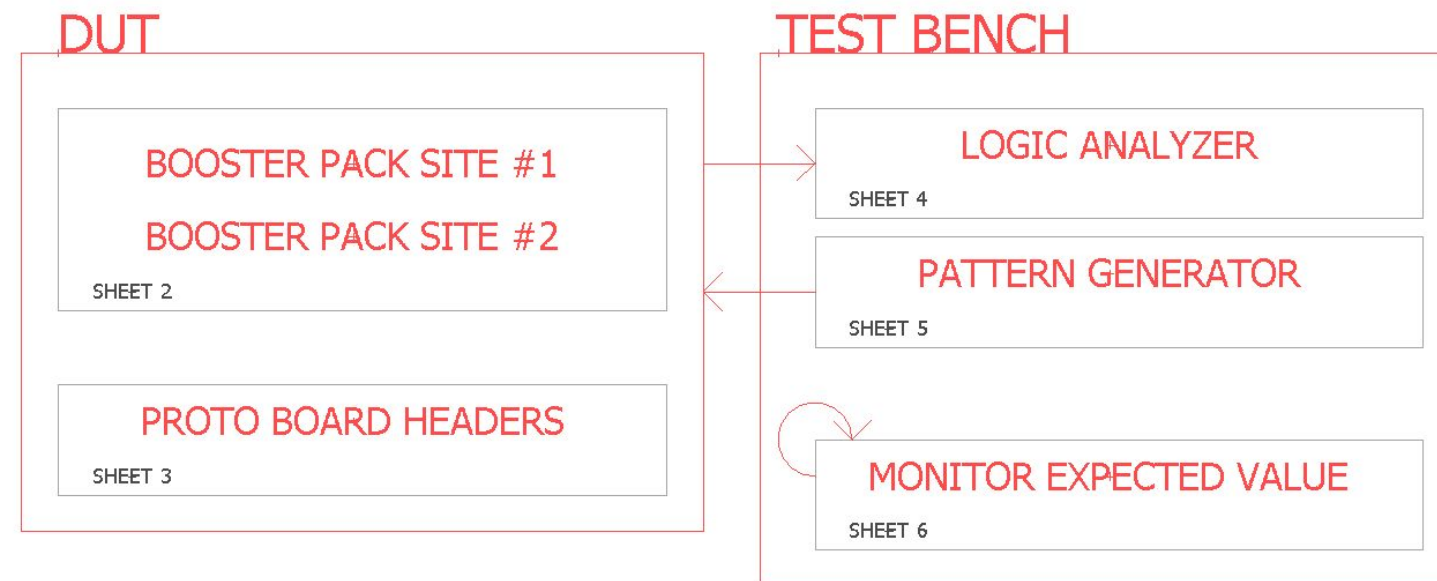 DUT
BOOSTER PACK SITE #1
BOOSTER PACK SITE #2
SHEET 2
PROTO BOARD HEADERS
SHEET 3
TEST BENCH
LOGIC ANALYZER
SHEET 4
PATTERN GENERATOR
SHEET 5
MONITOR EXPECTED VALUE
SHEET 6